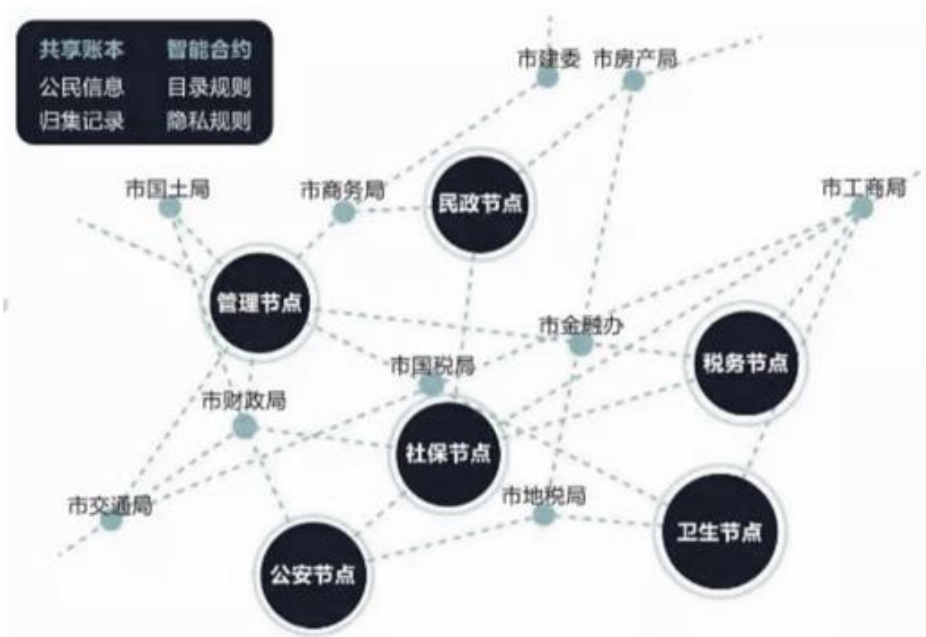 共享账本 智能合约
公民信息 目录规则
归集记录 隐私规则
市建委 市房产局
市国土局
市商务局
民政节点
市工商局
管理节点
市金融办
市国税局
税务节点
市财政局
社保节点
市地税局
市交通局
卫生节点
公安节点